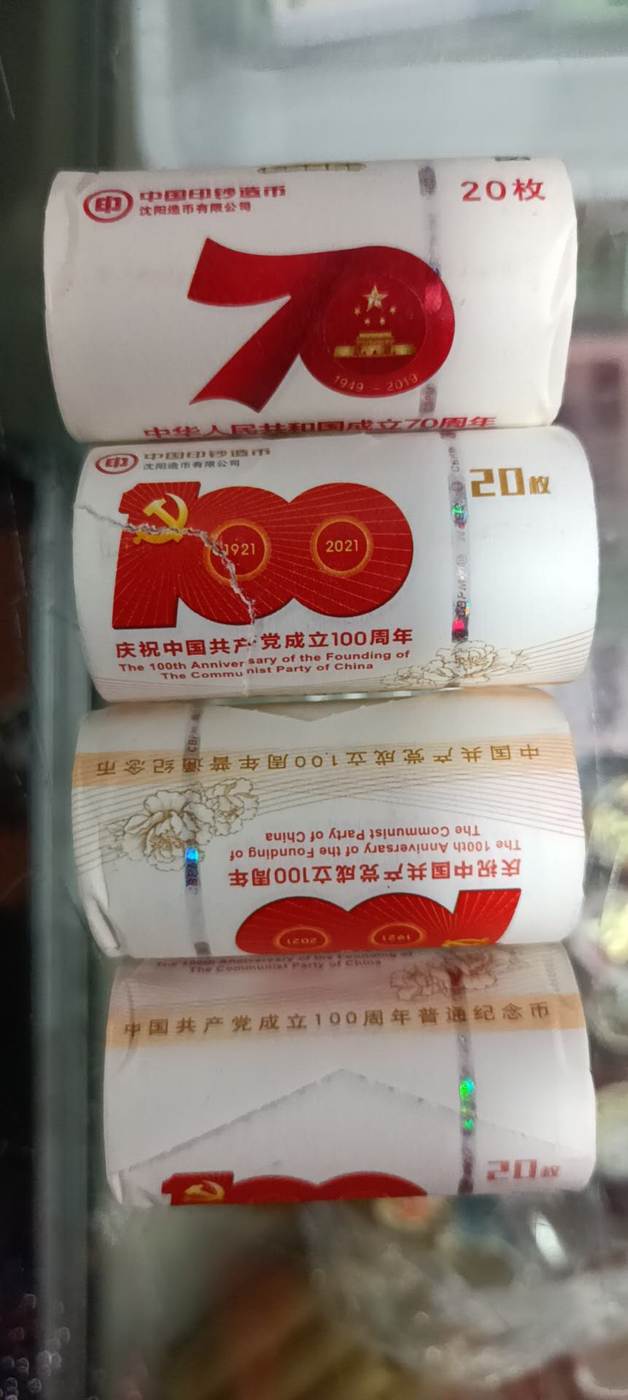 中国印钞造币
沈阳造币有限公司
20枚
70
1949-2019
中华人民共和国成立70周年
中国印钞造币
沈阳造币有限公司
20枚
100
1921
2021
庆祝中国共产党成立100周年
The 100th Anniversary of the Founding of
The Communist Party of China
中国共产党成立100周年普通纪念币
The Communist Party of China
The 100th Anniversary of the Founding of
庆祝中国共产党成立100周年
100
1921
2021
The 100th Anniversary of the Founding of
The Communist Party of China
中国共产党成立100周年普通纪念币
20枚
100